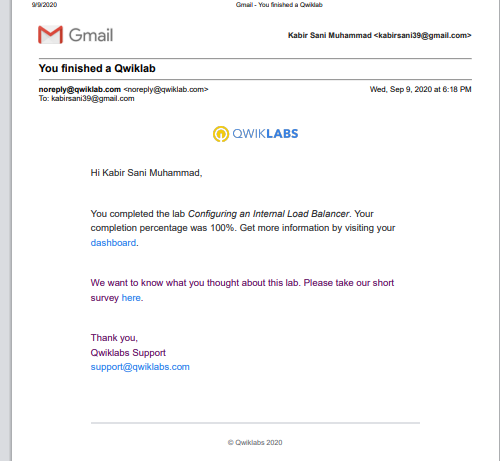 9/9/2020
Gmail - You finished a Qwiklab
Gmail
Kabir Sani Muhammad <kabirsani39@gmail.com>
You finished a Qwiklab
noreply@qwiklab.com <noreply@qwiklab.com>
Wed, Sep 9, 2020 at 6:18 PM
To: kabirsani39@gmail.com
QWIKLABS
Hi Kabir Sani Muhammad,
You completed the lab Configuring an Internal Load Balancer. Your
completion percentage was 100%. Get more information by visiting your
dashboard.
We want to know what you thought about this lab. Please take our short
survey here.
Thank you,
Qwiklabs Support
support@qwiklabs.com
© Qwiklabs 2020